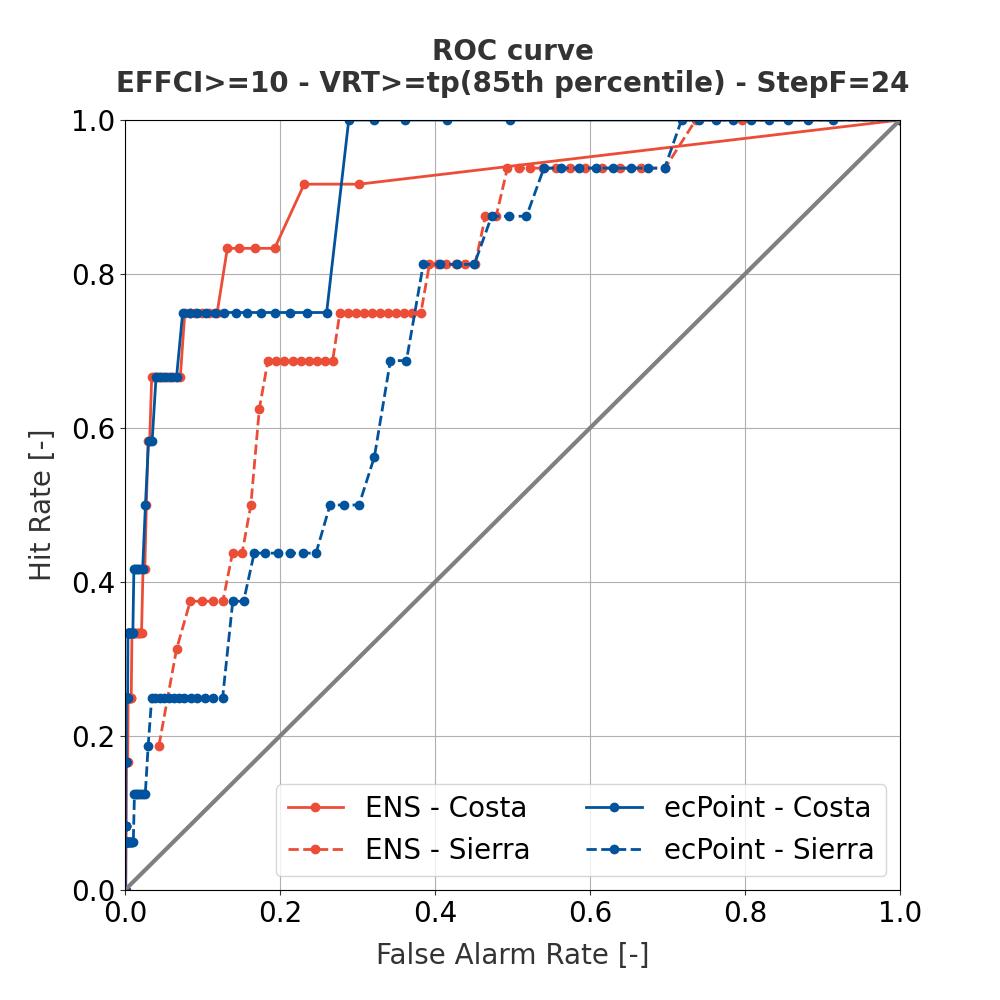 ROC curve
EFFCI>=10 - VRT>=tp(85th percentile) - StepF=24
1.0
0.8
0.6
0.4
0.2
0.0
Hit Rate [-]
ENS - Costa
ENS - Sierra
ecPoint - Costa
ecPoint - Sierra
0.0 0.2 0.4 0.6 0.8 1.0
False Alarm Rate [-]